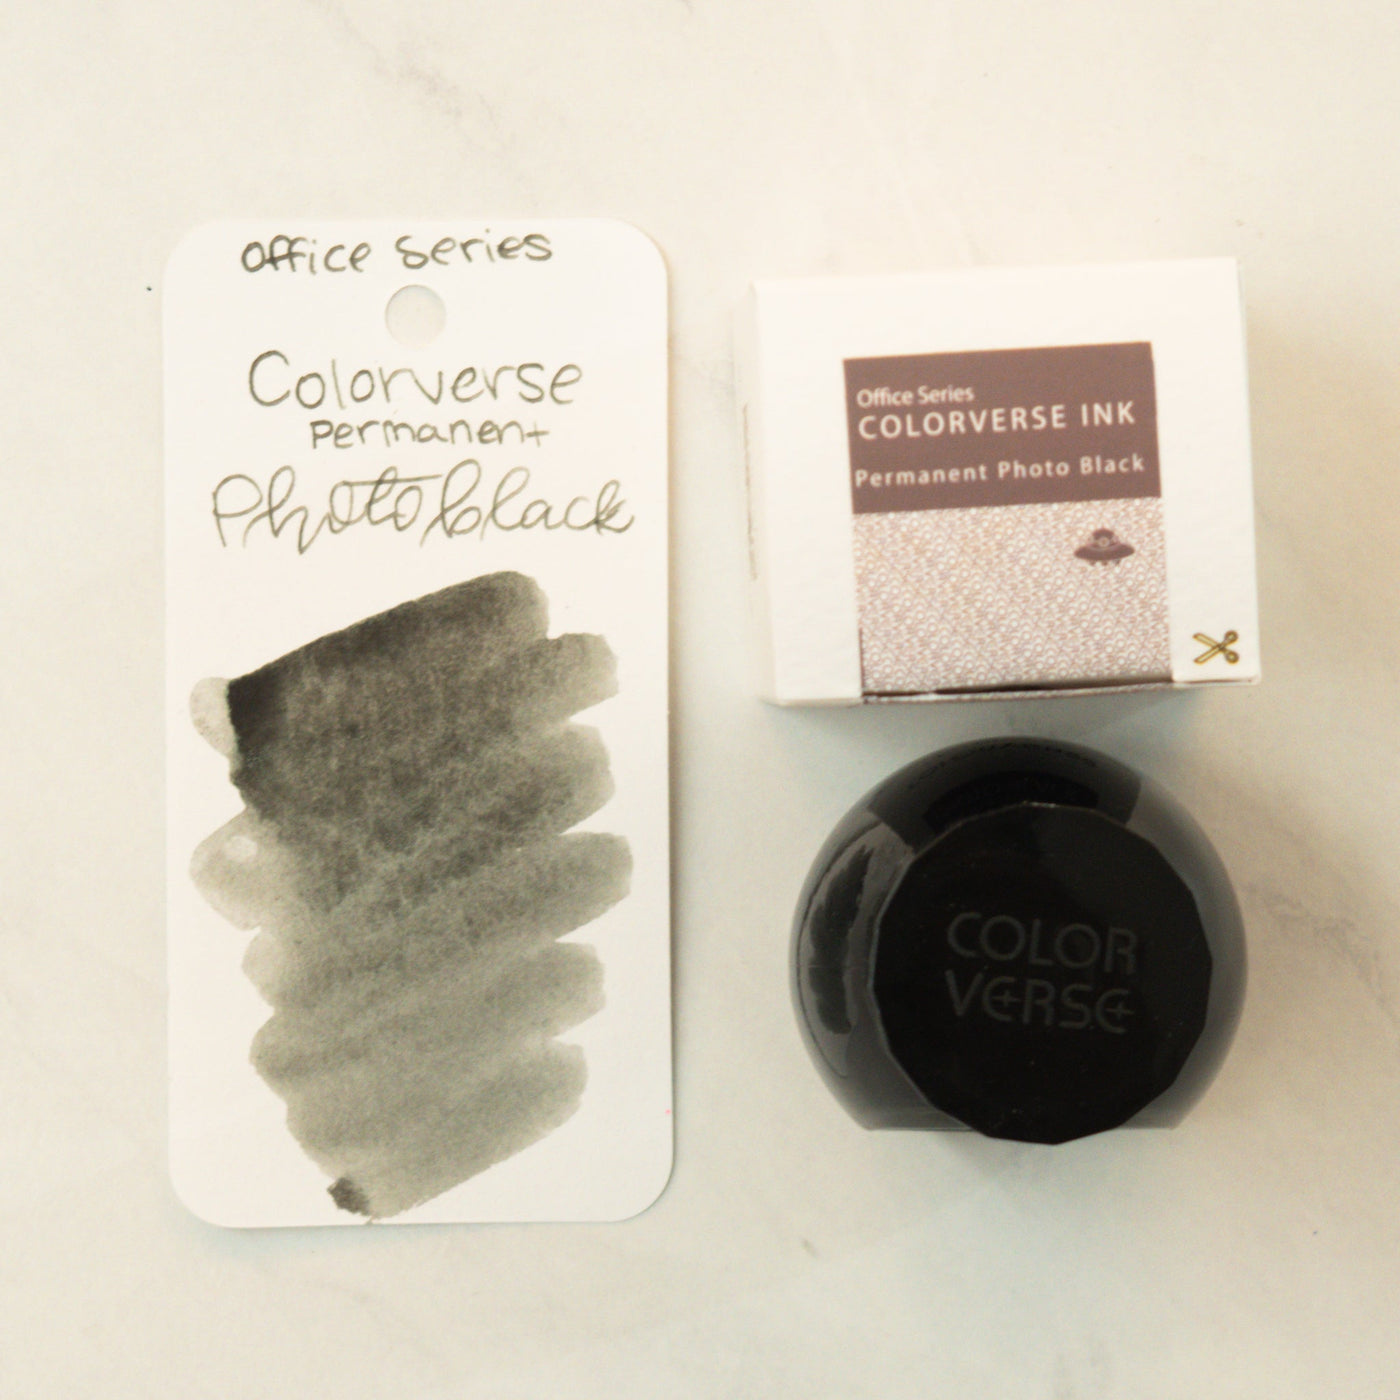 Office Series
Colorverse
Permanent
Photo black
Office Series
COLORVERSE INK
Permanent Photo Black
COLOR
VERSE